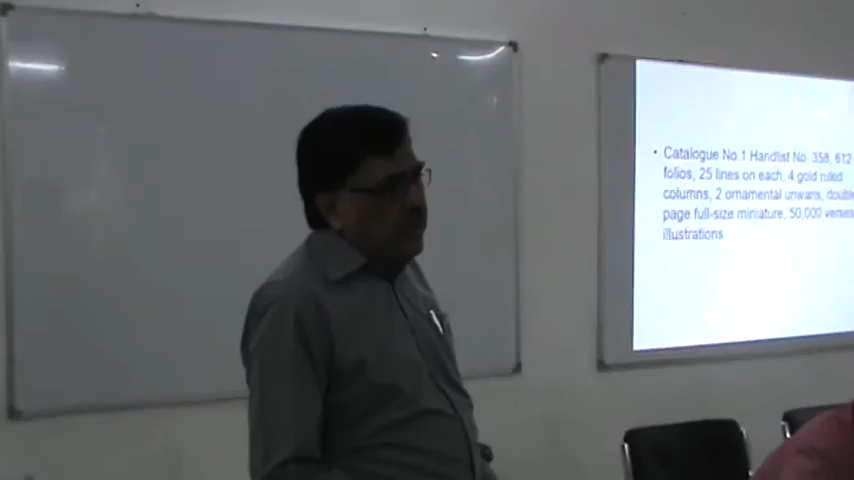 • Catalogue No.1 Handlist No. 358, 612
folios, 25 lines on each, 4 gold ruled
columns, 2 ornamental unwans, double
page full-size miniature, 50,000 verses
illustrations